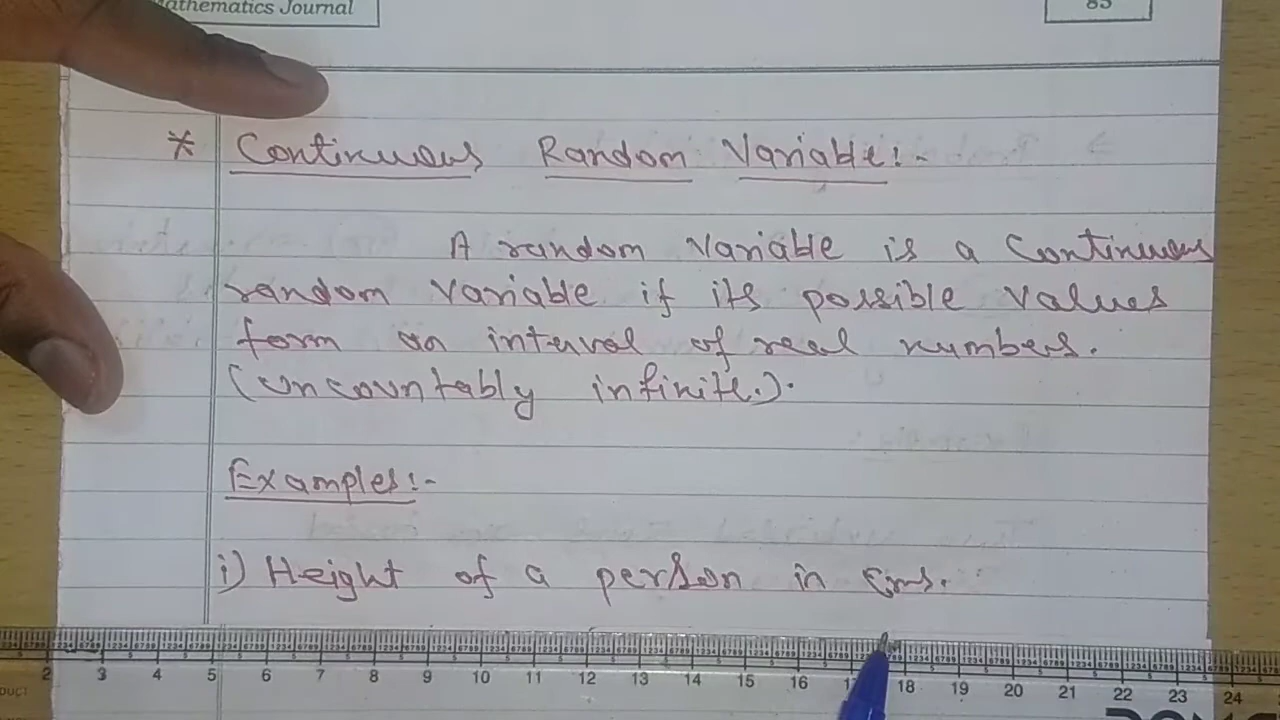 Mathematics Journal
85
* Continuous Random Variable:-
A random variable is a Continuous
random variable if its possible values
form an interval of real numbers.
(uncountably infinite.).
Examples:-
i) Height of a person in cms.
2 3 4 5 6 7 8 9 10 11 12 13 14 15 16 17 18 19 20 21 22 23 24